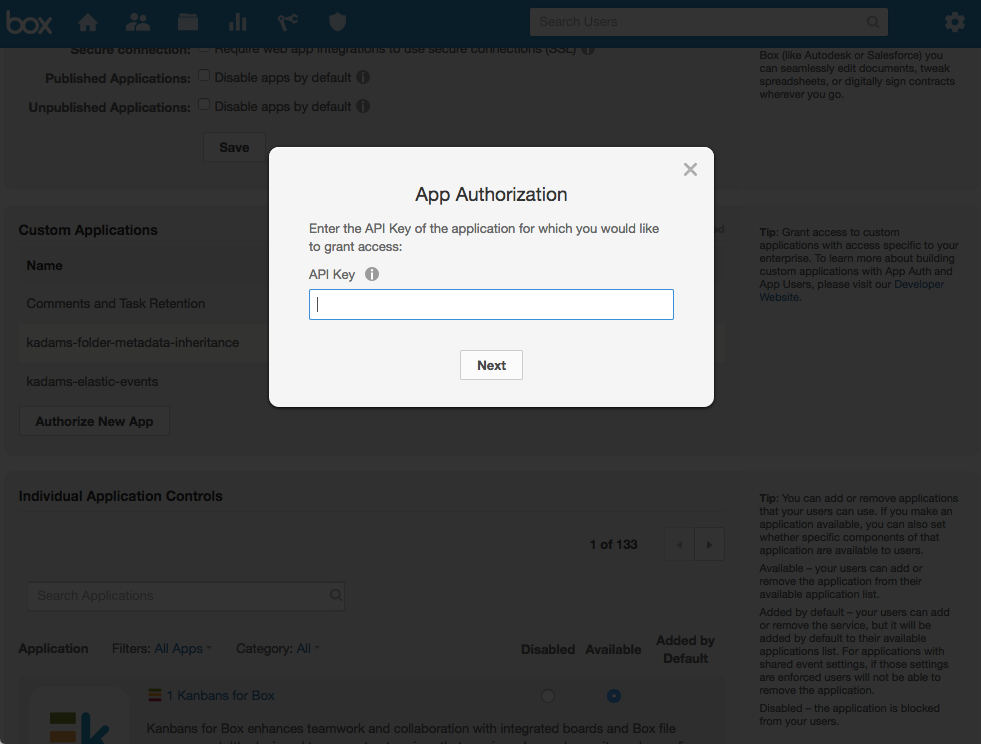 box
Search Users
Secure connection: Require web app integrations to use secure connections (SSL)
Published Applications: Disable apps by default
Unpublished Applications: Disable apps by default
Save
Box (like Autodesk or Salesforce) you
can seamlessly edit documents, tweak
spreadsheets, or digitally sign contracts
wherever you go.
App Authorization
Enter the API Key of the application for which you would like
to grant access:
API Key
Next
Custom Applications
Name
Comments and Task Retention
kadams-folder-metadata-inheritance
kadams-elastic-events
Authorize New App
Tip: Grant access to custom
applications with access specific to your
enterprise. To learn more about building
custom applications with App Auth and
App Users, please visit our Developer
Website.
Individual Application Controls
1 of 133
Search Applications
Application Filters: All Apps Category: All Disabled Available Added by
Default
1 Kanbans for Box
Kanbans for Box enhances teamwork and collaboration with integrated boards and Box file
Tip: You can add or remove applications
that your users can use. If you make an
application available, you can also set
whether specific components of that
application are available to users.
Available – your users can add or
remove the application from their
available application list.
Added by default – your users can add
or remove the service, but it will be
added by default to their available
applications list. For applications with
shared event settings, if those settings
are enforced users will not be able to
remove the application.
Disabled – the application is blocked
from your users.